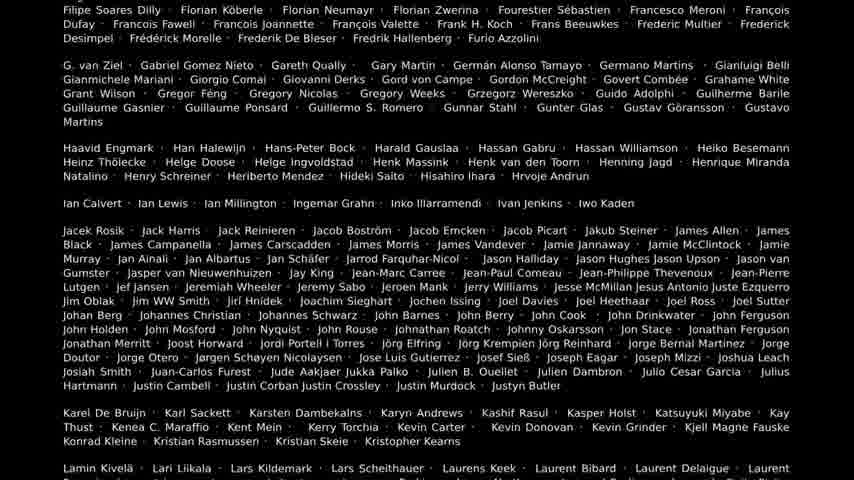 Filipe Soares Dilly · Florian Köberle · Florian Neumayr · Florian Zwerina · Fourestier Sébastien · Francesco Meroni · François
Dufay · Francois Fawell · Francois Joannette · François Valette · Frank H. Koch · Frans Beeuwkes · Frederic Multier · Frederick
Desimpel · Frédérick Morelle · Frederik De Bleser · Fredrik Hallenberg · Furio Azzolini
G. van Ziel · Gabriel Gomez Nieto · Gareth Qually · Gary Martin · Germán Alonso Tamayo · Germano Martins · Gianluigi Belli
Gianmichele Mariani · Giorgio Comai · Giovanni Derks · Gord von Campe · Gordon McCreight · Govert Combée · Grahame White
Grant Wilson · Gregor Féng · Gregory Nicolas · Gregory Weeks · Grzegorz Wereszko · Guido Adolphi · Guilherme Barile
Guillaume Gasnier · Guillaume Ponsard · Guillermo S. Romero · Gunnar Stahl · Gunter Glas · Gustav Göransson · Gustavo
Martins
Haavid Engmark · Han Halewijn · Hans-Peter Bock · Harald Gauslaa · Hassan Gabru · Hassan Williamson · Heiko Besemann
Heinz Thölecke · Helge Doose · Helge Ingvoldstad · Henk Massink · Henk van den Toorn · Henning Jagd · Henrique Miranda
Natalino · Henry Schreiner · Heriberto Mendez · Hideki Saito · Hisahiro Ihara · Hrvoje Andrun
Ian Calvert · Ian Lewis · Ian Millington · Ingemar Grahn · Inko Illarramendi · Ivan Jenkins · Iwo Kaden
Jacek Rosik · Jack Harris · Jack Reinieren · Jacob Boström · Jacob Emcken · Jacob Picart · Jakub Steiner · James Allen · James
Black · James Campanella · James Carscadden · James Morris · James Vandever · Jamie Jannaway · Jamie McClintock · Jamie
Murray · Jan Ainali · Jan Albartus · Jan Schäfer · Jarrod Farquhar-Nicol · Jason Halliday · Jason Hughes Jason Upson · Jason van
Gumster · Jasper van Nieuwenhuizen · Jay King · Jean-Marc Carree · Jean-Paul Comeau · Jean-Philippe Thevenoux · Jean-Pierre
Lutgen · Jef Jansen · Jeremiah Wheeler · Jeremy Sabo · Jeroen Mank · Jerry Williams · Jesse McMillan Jesus Antonio Juste Ezquerro
Jim Oblak · Jim WW Smith · Jirí Hnídek · Joachim Sieghart · Jochen Issing · Joel Davies · Joel Heethaar · Joel Ross · Joel Sutter
Johan Berg · Johannes Christian · Johannes Schwarz · John Barnes · John Berry · John Cook · John Drinkwater · John Ferguson
John Holden · John Mosford · John Nyquist · John Rouse · Johnathan Roatch · Johnny Oskarsson · Jon Stace · Jonathan Ferguson
Jonathan Merritt · Joost Horward · Jordi Portell i Torres · Jörg Elfring · Jörg Krempien Jörg Reinhard · Jorge Bernal Martinez · Jorge
Doutor · Jorge Otero · Jørgen Schøyen Nicolaysen · Jose Luis Gutierrez · Josef Sieß · Joseph Eagar · Joseph Mizzi · Joshua Leach
Josiah Smith · Juan-Carlos Furest · Jude Aakjaer Jukka Palko · Julien B. Ouellet · Julien Dambron · Julio Cesar Garcia · Julius
Hartmann · Justin Cambell · Justin Corban Justin Crossley · Justin Murdock · Justyn Butler
Karel De Bruijn · Karl Sackett · Karsten Dambekalns · Karyn Andrews · Kashif Rasul · Kasper Holst · Katsuyuki Miyabe · Kay
Thust · Kenea C. Maraffio · Kent Mein · Kerry Torchia · Kevin Carter · Kevin Donovan · Kevin Grinder · Kjell Magne Fauske
Konrad Kleine · Kristian Rasmussen · Kristian Skeie · Kristopher Kearns
Lamin Kivelä · Lari Liikala · Lars Kildemark · Lars Scheithauer · Laurens Keek · Laurent Bibard · Laurent Delaigue · Laurent